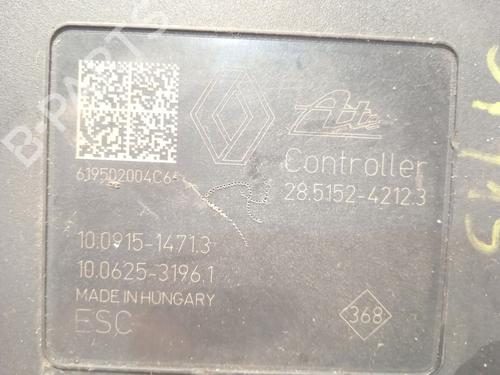 B-PARTS
Ate
Controller
28.5152-4212.3
10.0915-1471.3
10.0625-3196.1
MADE IN HUNGARY
ESC
368